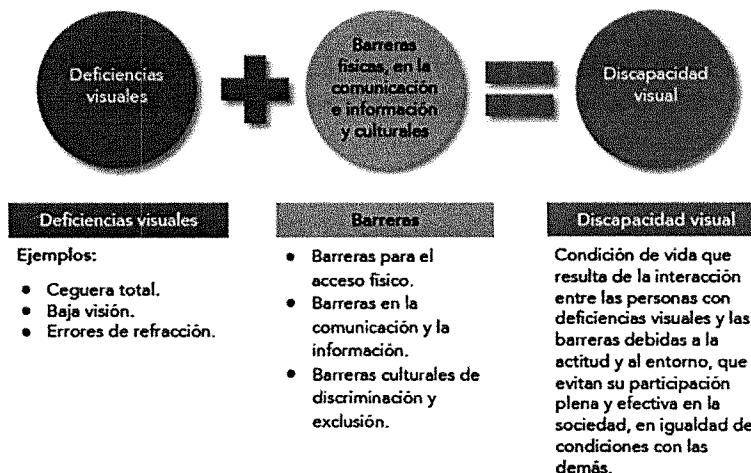 Deficiencias
visuales
Barreras
físicas, en la
comunicación
e información
y culturales
Discapacidad
visual
Deficiencias visuales
Ejemplos:
• Ceguera total.
• Baja visión.
• Errores de refracción.
Barreras
• Barreras para el
acceso físico.
• Barreras en la
comunicación y la
información.
• Barreras culturales de
discriminación y
exclusión.
Discapacidad visual
Condición de vida que
resulta de la interacción
entre las personas con
deficiencias visuales y las
barreras debidas a la
actitud y al entorno, que
evitan su participación
plena y efectiva en la
sociedad, en igualdad de
condiciones con las
demás.